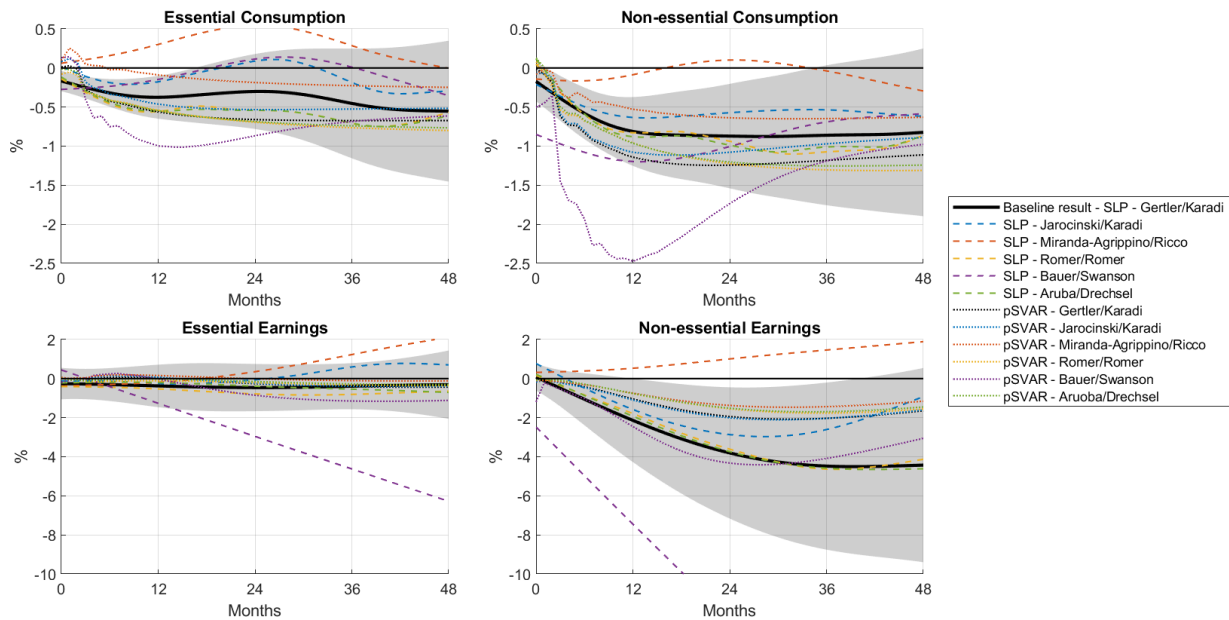 Essential Consumption
0.5
0
-0.5
-1
-1.5
-2
-2.5
%
0 12 24 36 48
Months
Non-essential Consumption
0.5
0
-0.5
-1
-1.5
-2
-2.5
%
0 12 24 36 48
Months
Essential Earnings
2
0
-2
-4
-6
-8
-10
%
0 12 24 36 48
Months
Non-essential Earnings
2
0
-2
-4
-6
-8
-10
%
0 12 24 36 48
Months
Baseline result - SLP - Gertler/Karadi
SLP - Jarocinski/Karadi
SLP - Miranda-Agrippino/Ricco
SLP - Romer/Romer
SLP - Bauer/Swanson
SLP - Aruba/Drechsel
pSVAR - Gertler/Karadi
pSVAR - Jarocinski/Karadi
pSVAR - Miranda-Agrippino/Ricco
pSVAR - Romer/Romer
pSVAR - Bauer/Swanson
pSVAR - Aruoba/Drechsel